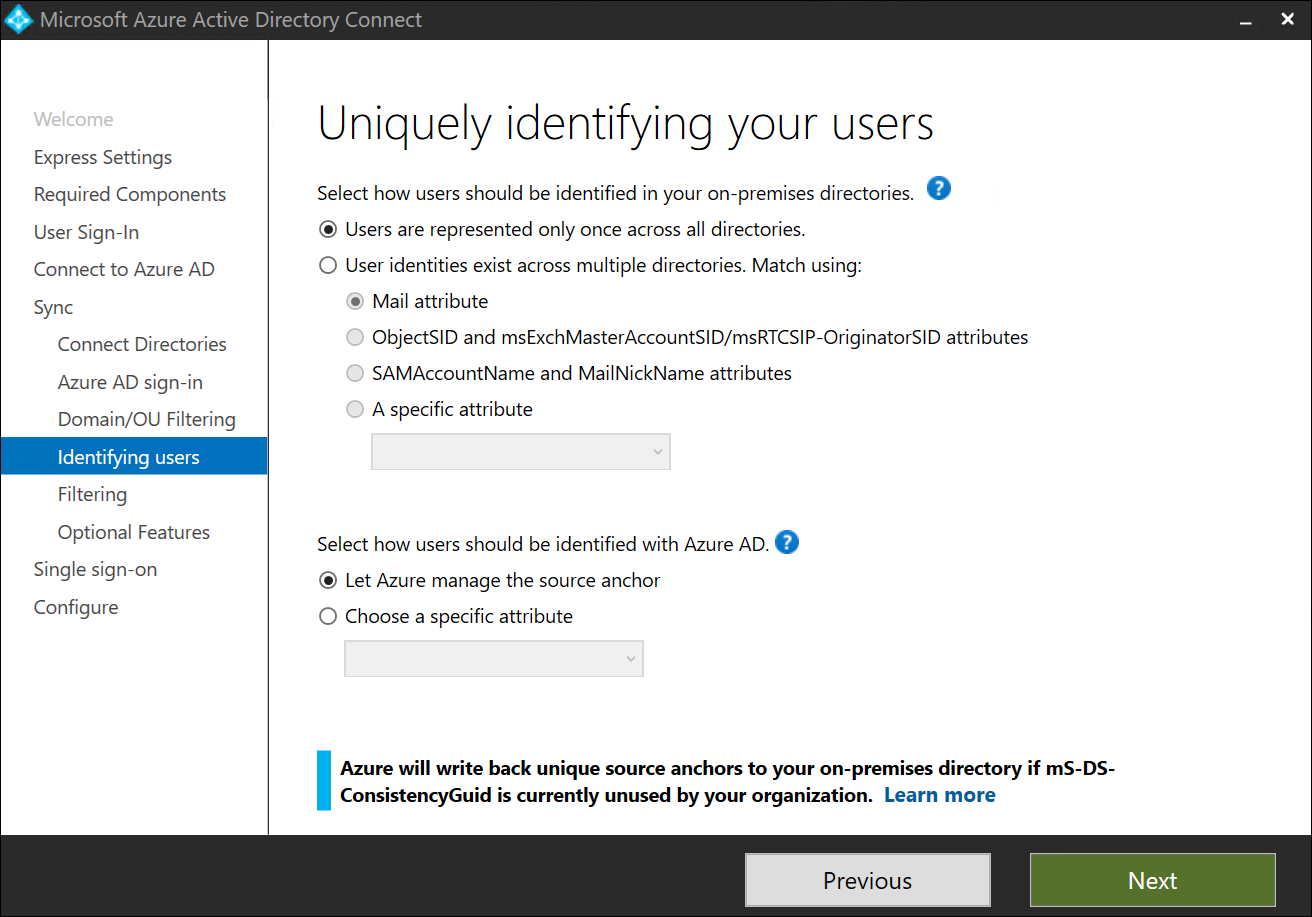 Microsoft Azure Active Directory Connect
Welcome
Express Settings
Required Components
User Sign-In
Connect to Azure AD
Sync
Connect Directories
Azure AD sign-in
Domain/OU Filtering
Identifying users
Filtering
Optional Features
Single sign-on
Configure
Uniquely identifying your users
Select how users should be identified in your on-premises directories. ?
Users are represented only once across all directories.
User identities exist across multiple directories. Match using:
Mail attribute
ObjectSID and msExchMasterAccountSID/msRTCSIP-OriginatorSID attributes
SAMAccountName and MailNickName attributes
A specific attribute
Select how users should be identified with Azure AD. ?
Let Azure manage the source anchor
Choose a specific attribute
Azure will write back unique source anchors to your on-premises directory if mS-DS-
ConsistencyGuid is currently unused by your organization. Learn more
Previous
Next